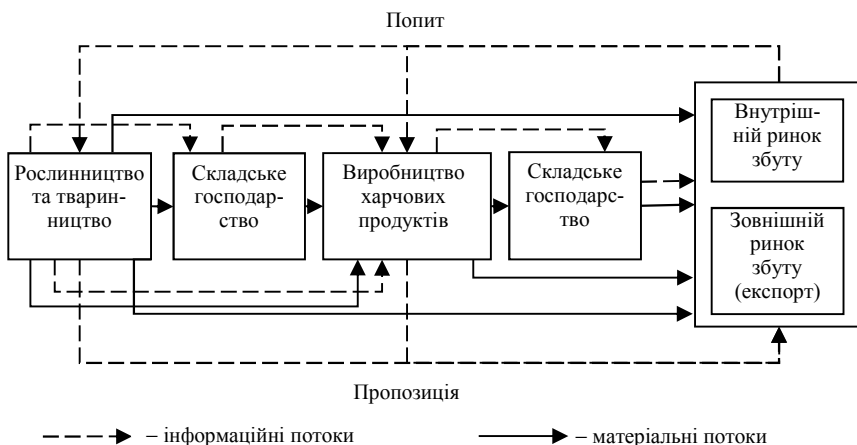 Попит
Рослинництво
та тварин-
ництво
Складське
господар-
ство
Виробництво
харчових
продуктів
Складське
господарс-
тво
Внутріш-
ній ринок
збуту
Зовнішній
ринок
збуту
(експорт)
Пропозиція
– інформаційні потоки
– матеріальні потоки